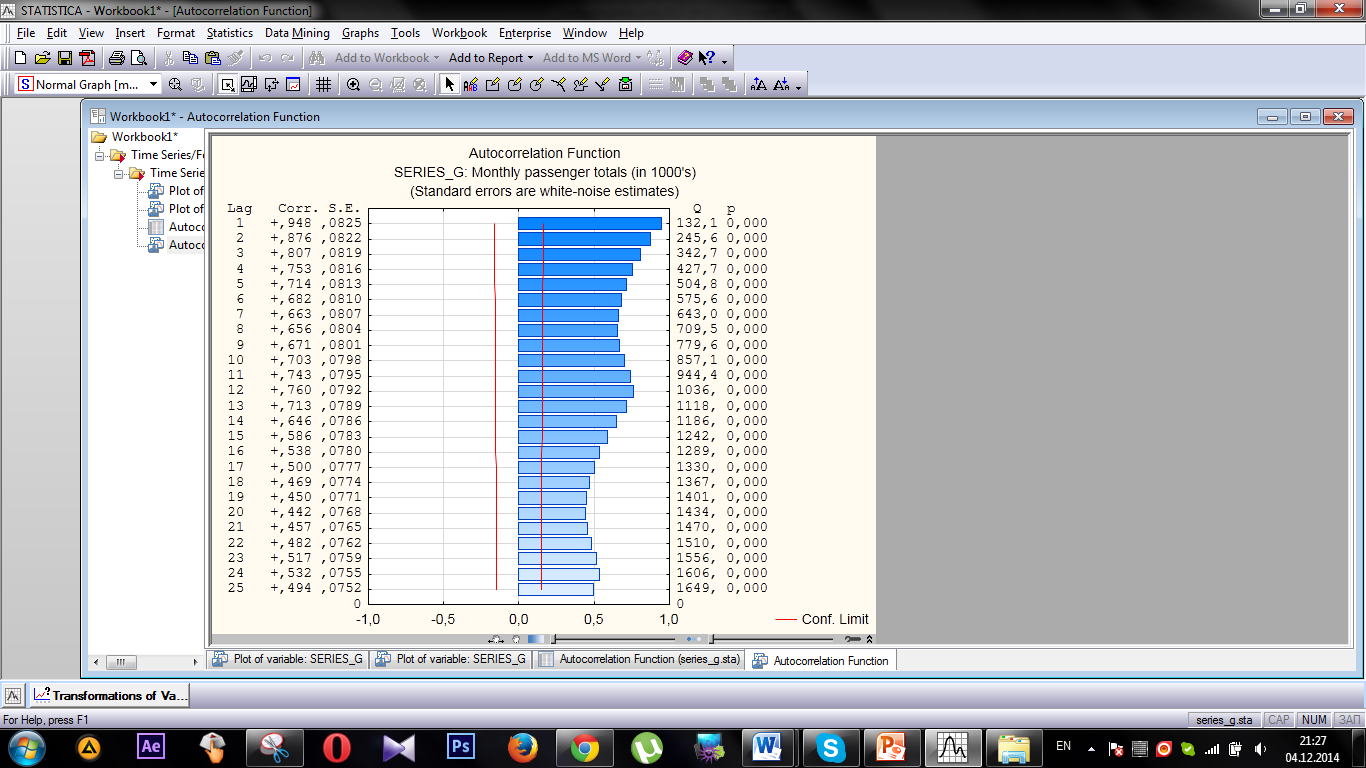 STATISTICA - Workbook1* - [Autocorrelation Function]
File Edit View Insert Format Statistics Data Mining Graphs Tools Workbook Enterprise Window Help
Add to Workbook Add to Report Add to MS Word
S Normal Graph [m...
Workbook1* - Autocorrelation Function
Workbook1*
Time Series/Fo
Time Serie
Plot of
Plot of
Autoco
Autoco
Autocorrelation Function
SERIES_G: Monthly passenger totals (in 1000's)
(Standard errors are white-noise estimates)
Lag Corr. S.E. Q p
1 +,948 ,0825 132,1 0,000
2 +,876 ,0822 245,6 0,000
3 +,807 ,0819 342,7 0,000
4 +,753 ,0816 427,7 0,000
5 +,714 ,0813 504,8 0,000
6 +,682 ,0810 575,6 0,000
7 +,663 ,0807 643,0 0,000
8 +,656 ,0804 709,5 0,000
9 +,671 ,0801 779,6 0,000
10 +,703 ,0798 857,1 0,000
11 +,743 ,0795 944,4 0,000
12 +,760 ,0792 1036, 0,000
13 +,713 ,0789 1118, 0,000
14 +,646 ,0786 1186, 0,000
15 +,586 ,0783 1242, 0,000
16 +,538 ,0780 1289, 0,000
17 +,500 ,0777 1330, 0,000
18 +,469 ,0774 1367, 0,000
19 +,450 ,0771 1401, 0,000
20 +,442 ,0768 1434, 0,000
21 +,457 ,0765 1470, 0,000
22 +,482 ,0762 1510, 0,000
23 +,517 ,0759 1556, 0,000
24 +,532 ,0755 1606, 0,000
25 +,494 ,0752 1649, 0,000
0 0
-1,0 -0,5 0,0 0,5 1,0
Conf. Limit
Plot of variable: SERIES_G Plot of variable: SERIES_G Autocorrelation Function (series_g.sta) Autocorrelation Function
Transformations of Va...
For Help, press F1 series_g.sta CAP NUM ЗАП
Ae Ps EN 21:27
04.12.2014